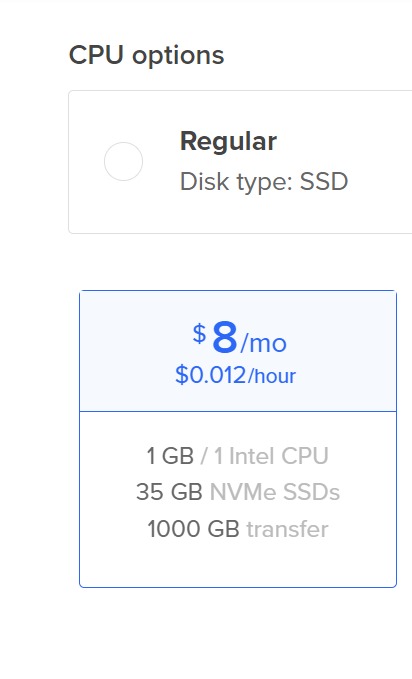 CPU options
Regular
Disk type: SSD
$8/mo
$0.012/hour
1 GB / 1 Intel CPU
35 GB NVMe SSDs
1000 GB transfer